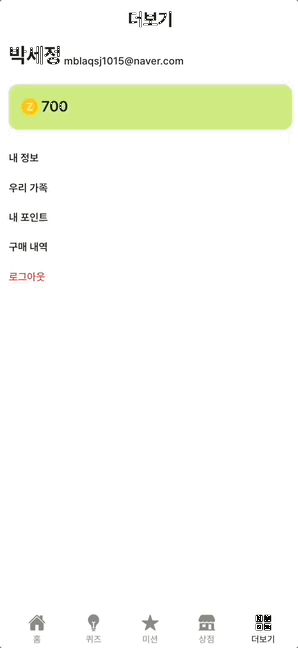 더보기
박세정 mblaqsj1015@naver.com
Z 700
내 정보
우리 가족
내 포인트
구매 내역
로그아웃
홈 퀴즈 미션 상점 더보기